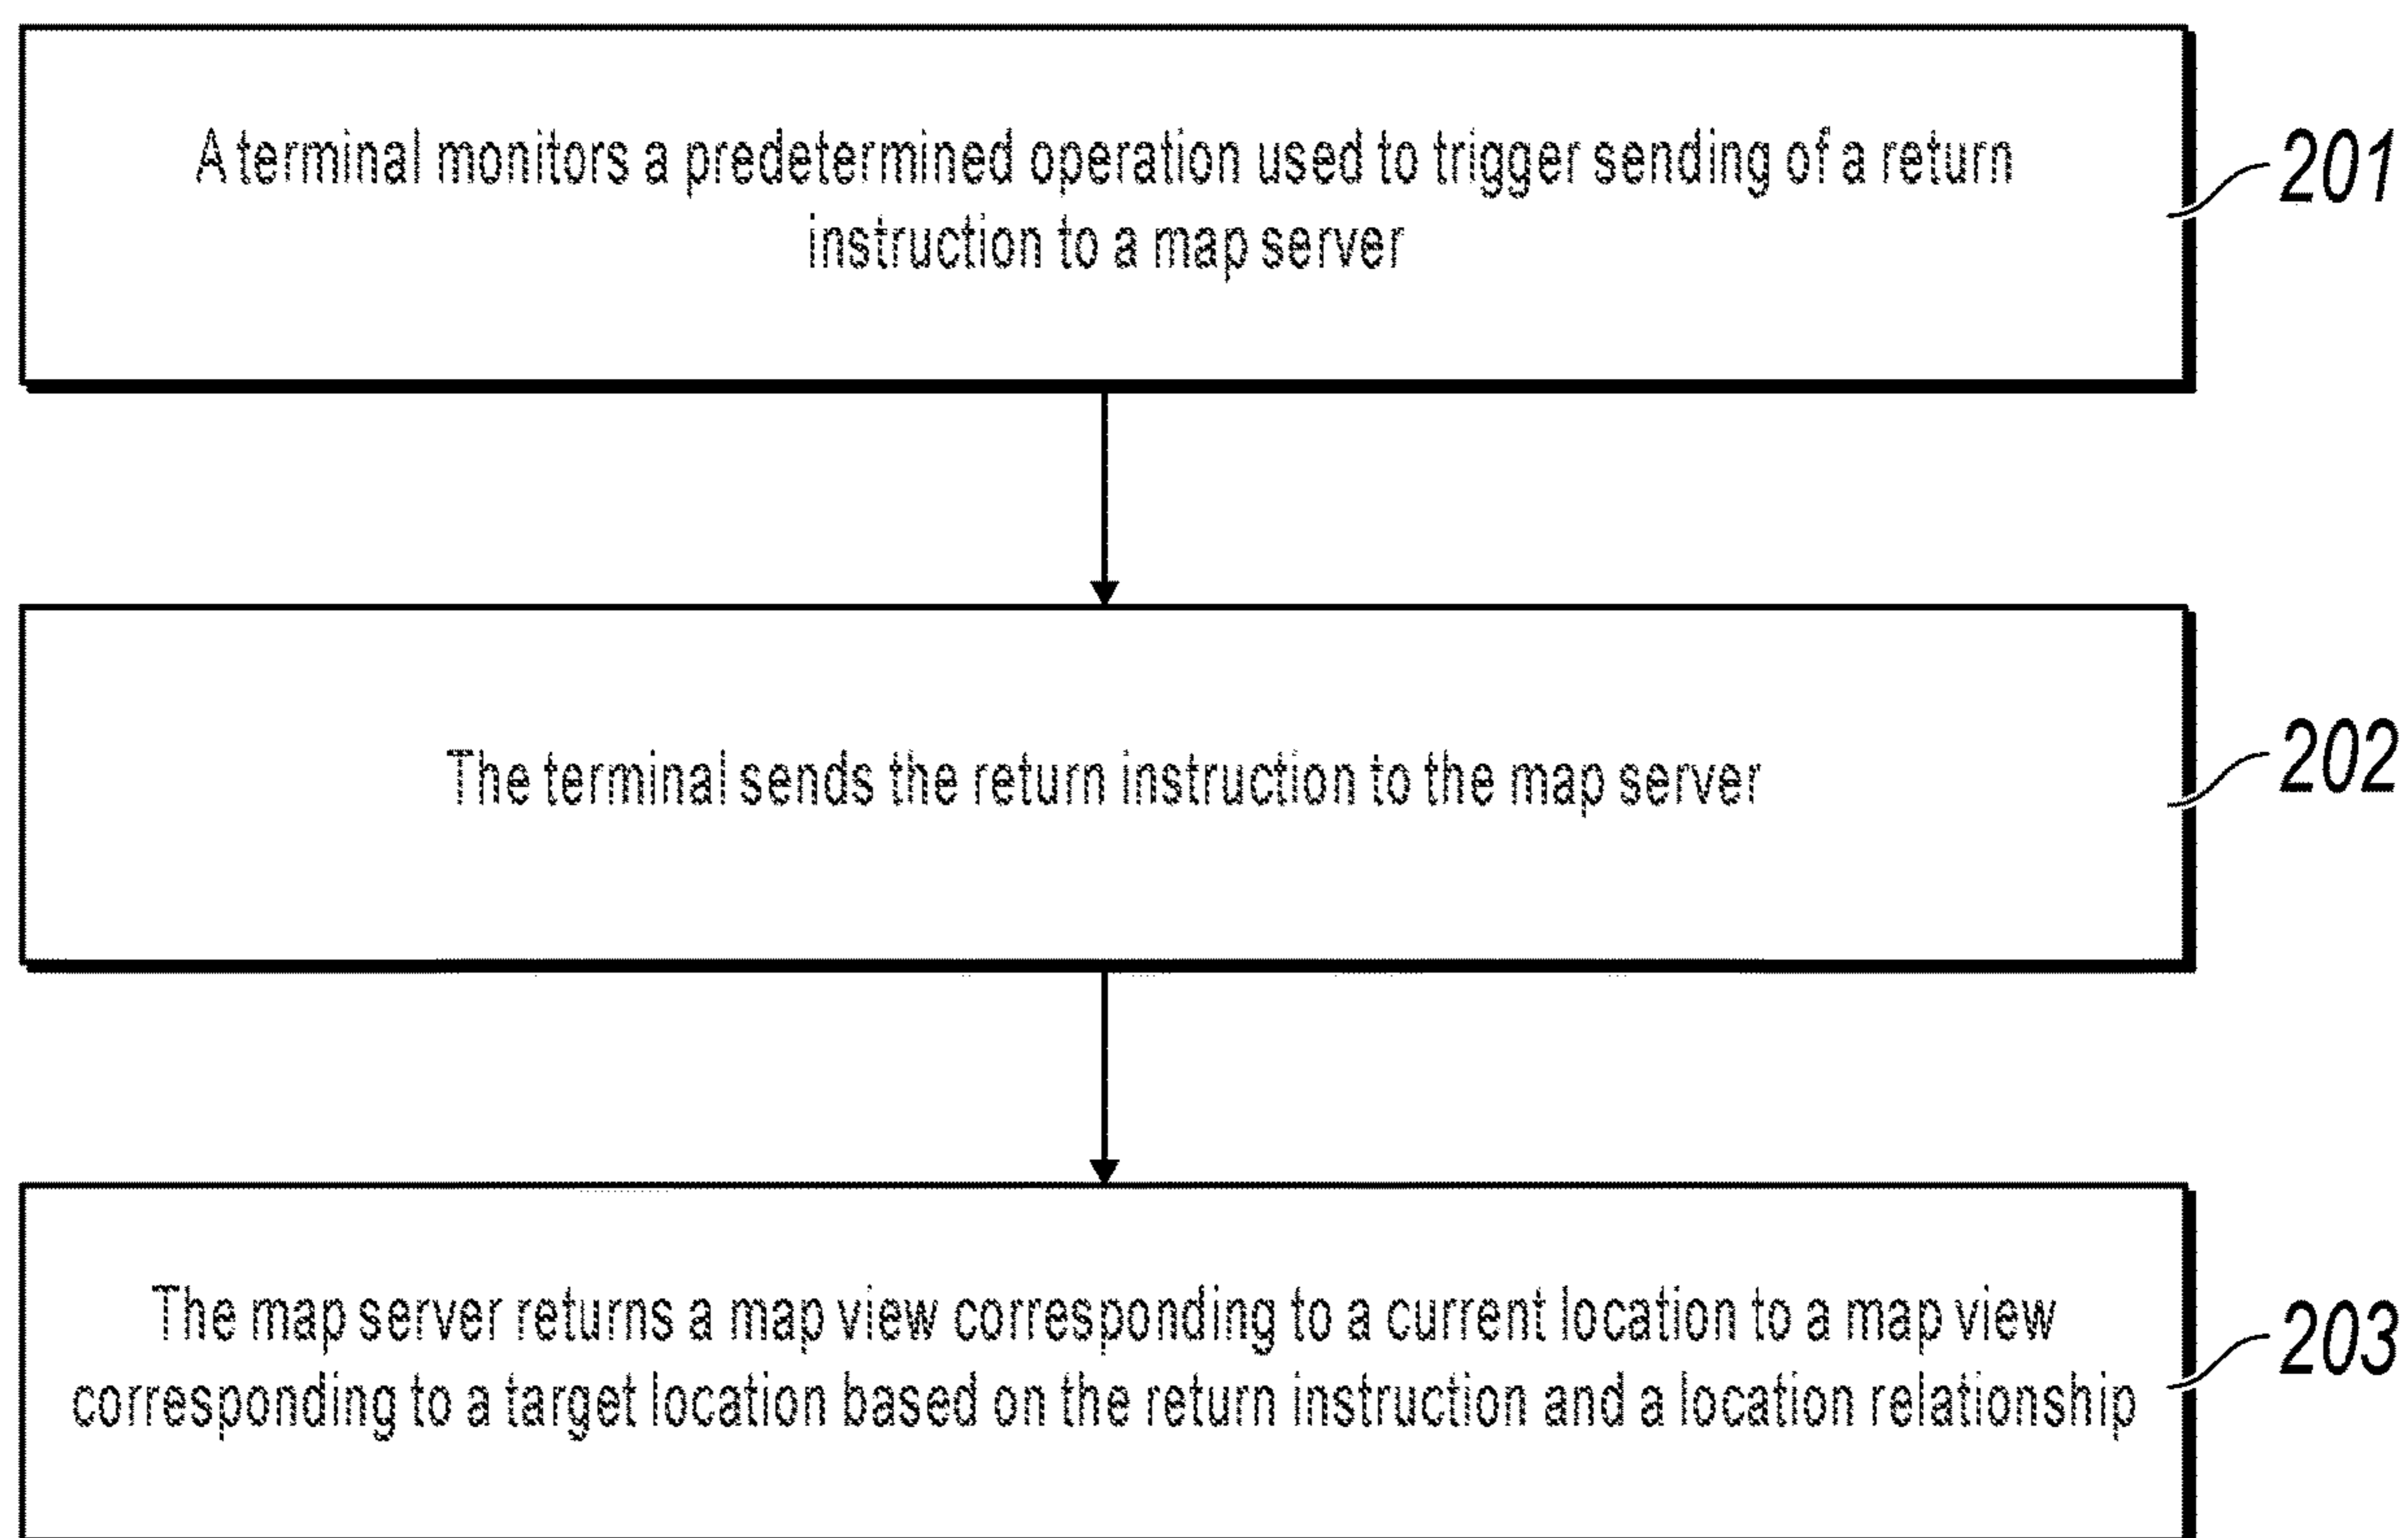 A terminal monitors a predetermined operation used to trigger sending of a return
instruction to a map server
201
The terminal sends the return instruction to the map server
202
The map server returns a map view corresponding to a current location to a map view
corresponding to a target location based on the return instruction and a location relationship
203